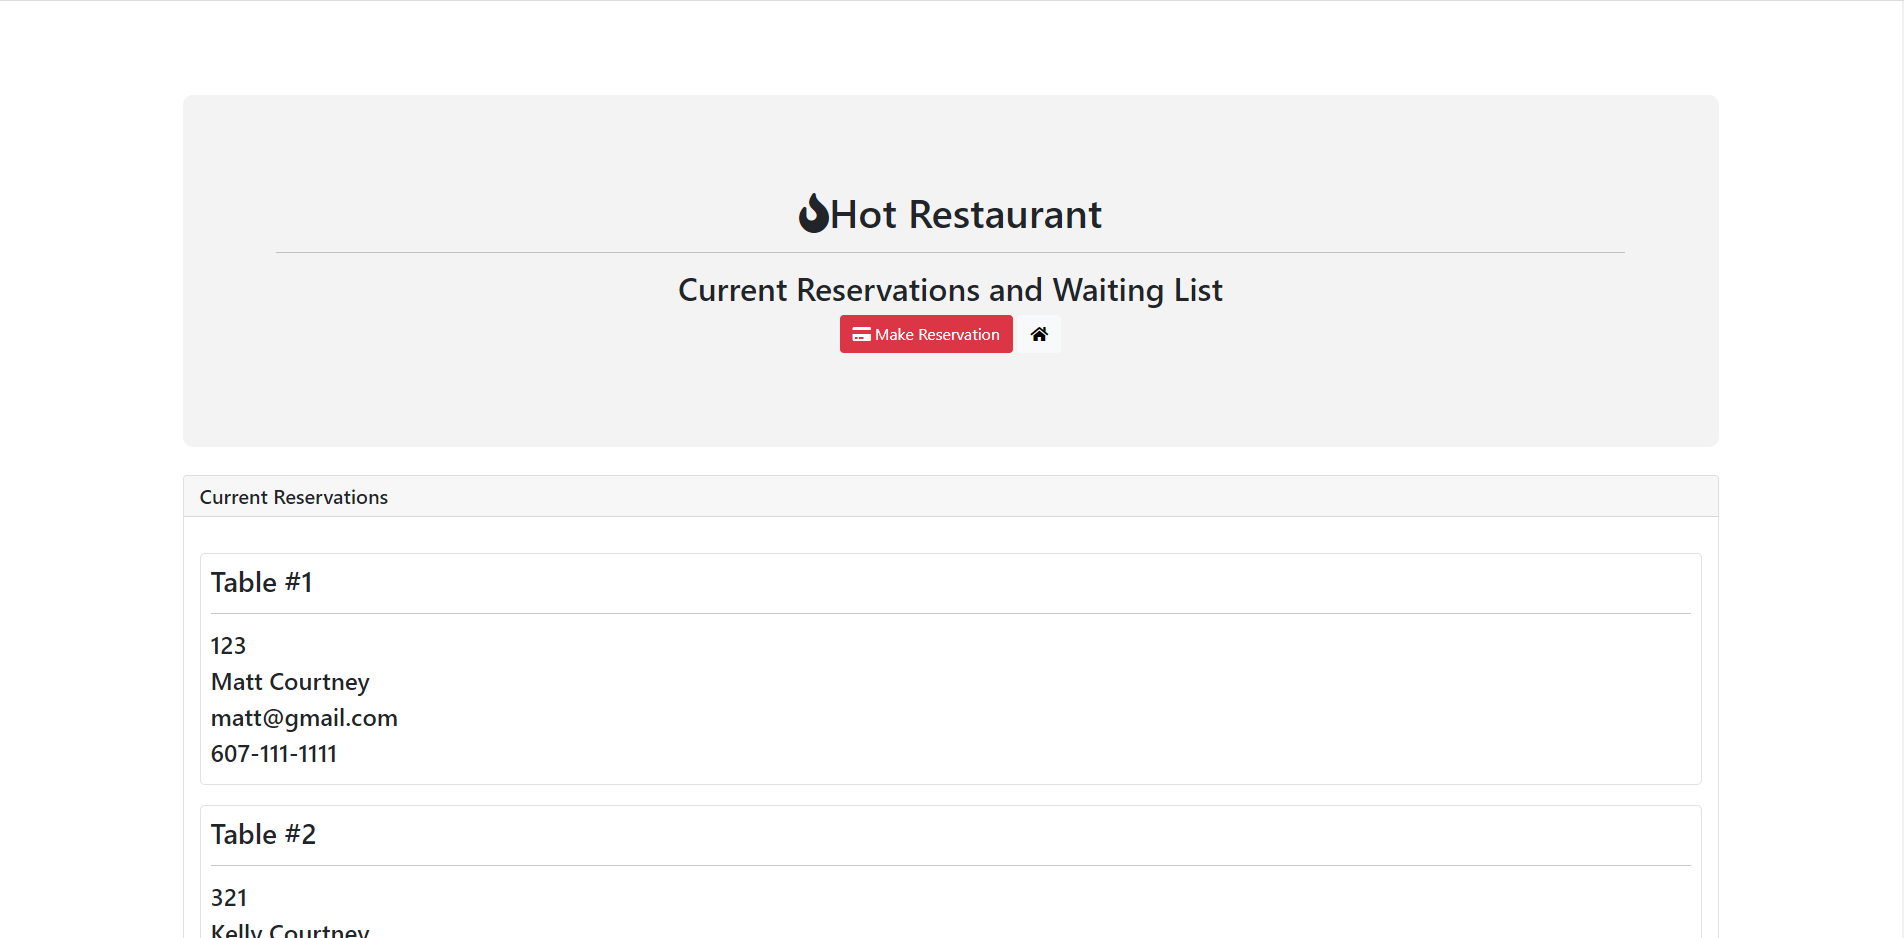 Hot Restaurant
Current Reservations and Waiting List
Make Reservation
Current Reservations
Table #1
123
Matt Courtney
matt@gmail.com
607-111-1111
Table #2
321
Kelly Courtney